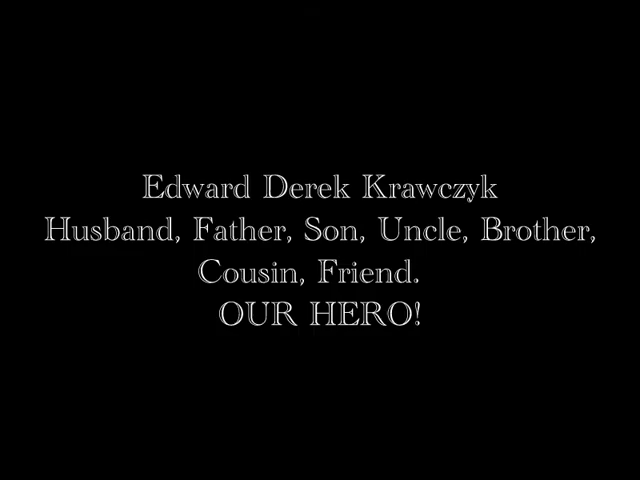 Edward Derek Krawczyk
Husband, Father, Son, Uncle, Brother,
Cousin, Friend.
OUR HERO!